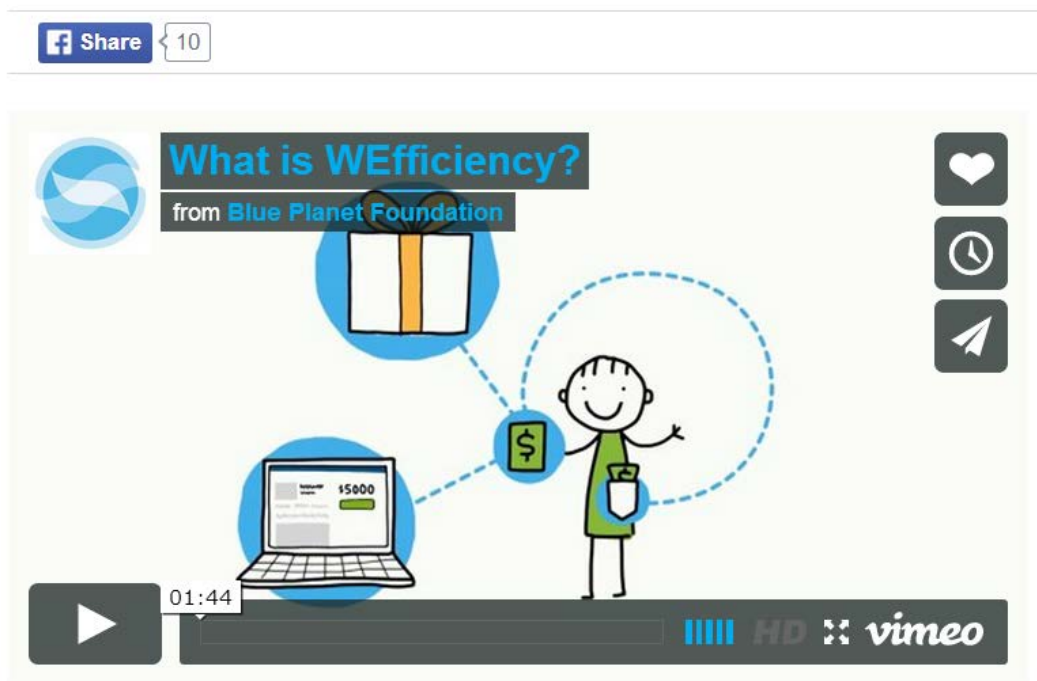 Share 10
What is WEfficiency?
from Blue Planet Foundation
$
$5000
01:44
HD vimeo